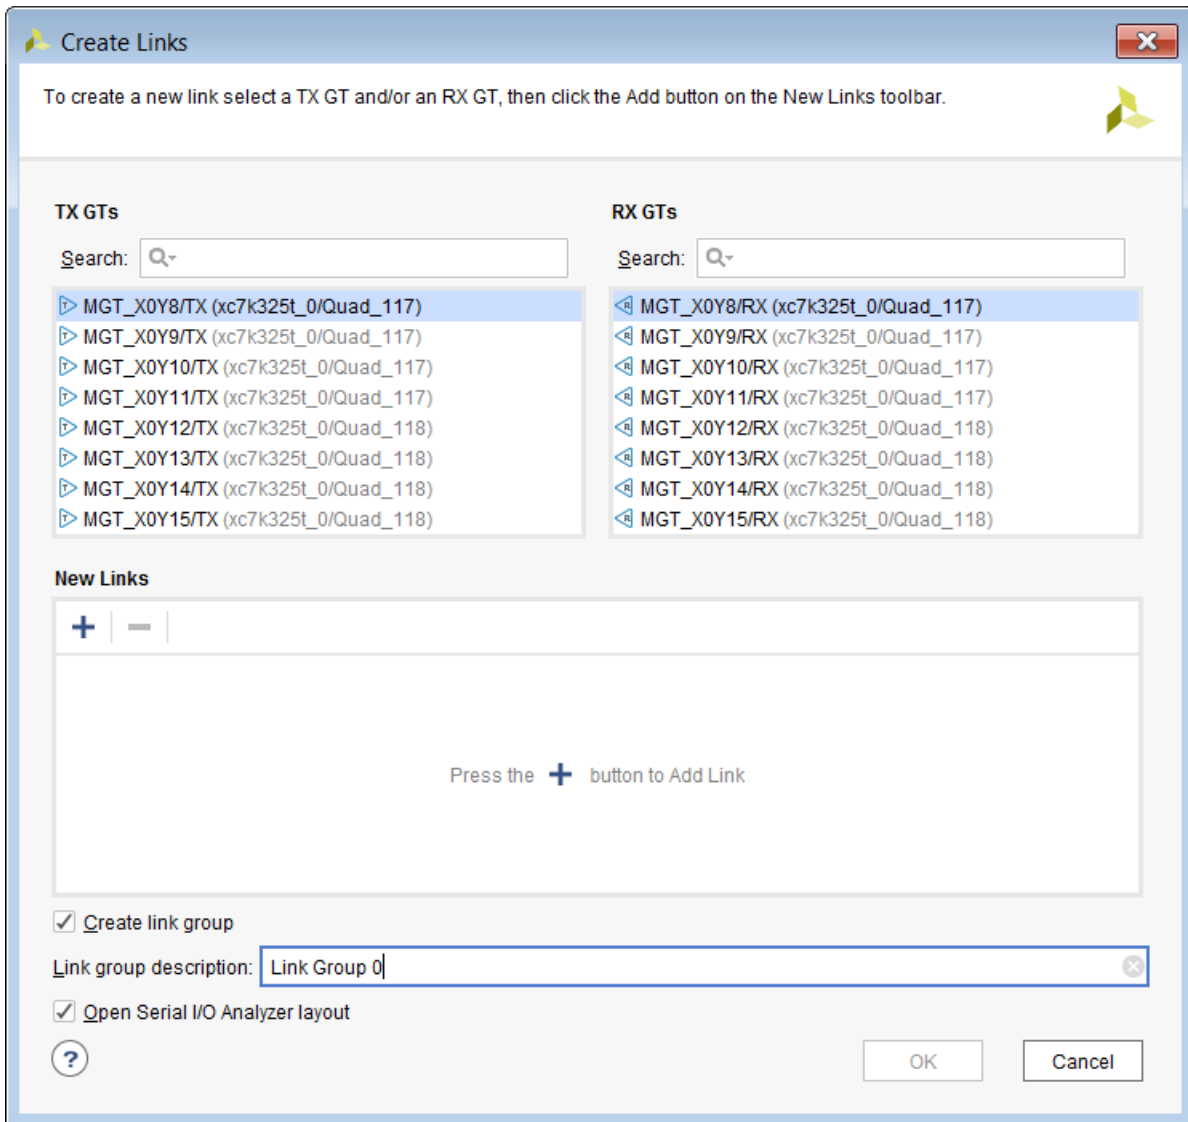 Create Links
To create a new link select a TX GT and/or an RX GT, then click the Add button on the New Links toolbar.
TX GTs
Search:
MGT_X0Y8/TX (xc7k325t_0/Quad_117)
MGT_X0Y9/TX (xc7k325t_0/Quad_117)
MGT_X0Y10/TX (xc7k325t_0/Quad_117)
MGT_X0Y11/TX (xc7k325t_0/Quad_117)
MGT_X0Y12/TX (xc7k325t_0/Quad_118)
MGT_X0Y13/TX (xc7k325t_0/Quad_118)
MGT_X0Y14/TX (xc7k325t_0/Quad_118)
MGT_X0Y15/TX (xc7k325t_0/Quad_118)
RX GTs
Search:
MGT_X0Y8/RX (xc7k325t_0/Quad_117)
MGT_X0Y9/RX (xc7k325t_0/Quad_117)
MGT_X0Y10/RX (xc7k325t_0/Quad_117)
MGT_X0Y11/RX (xc7k325t_0/Quad_117)
MGT_X0Y12/RX (xc7k325t_0/Quad_118)
MGT_X0Y13/RX (xc7k325t_0/Quad_118)
MGT_X0Y14/RX (xc7k325t_0/Quad_118)
MGT_X0Y15/RX (xc7k325t_0/Quad_118)
New Links
Press the + button to Add Link
Create link group
Link group description: Link Group 0
Open Serial I/O Analyzer layout
?
OK
Cancel